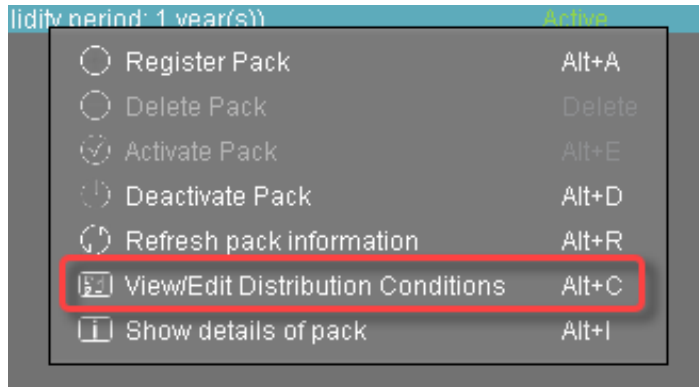 lidity period: 1 year(s)) Active
Register Pack Alt+A
Delete Pack Delete
Activate Pack Alt+E
Deactivate Pack Alt+D
Refresh pack information Alt+R
View/Edit Distribution Conditions Alt+C
Show details of pack Alt+I